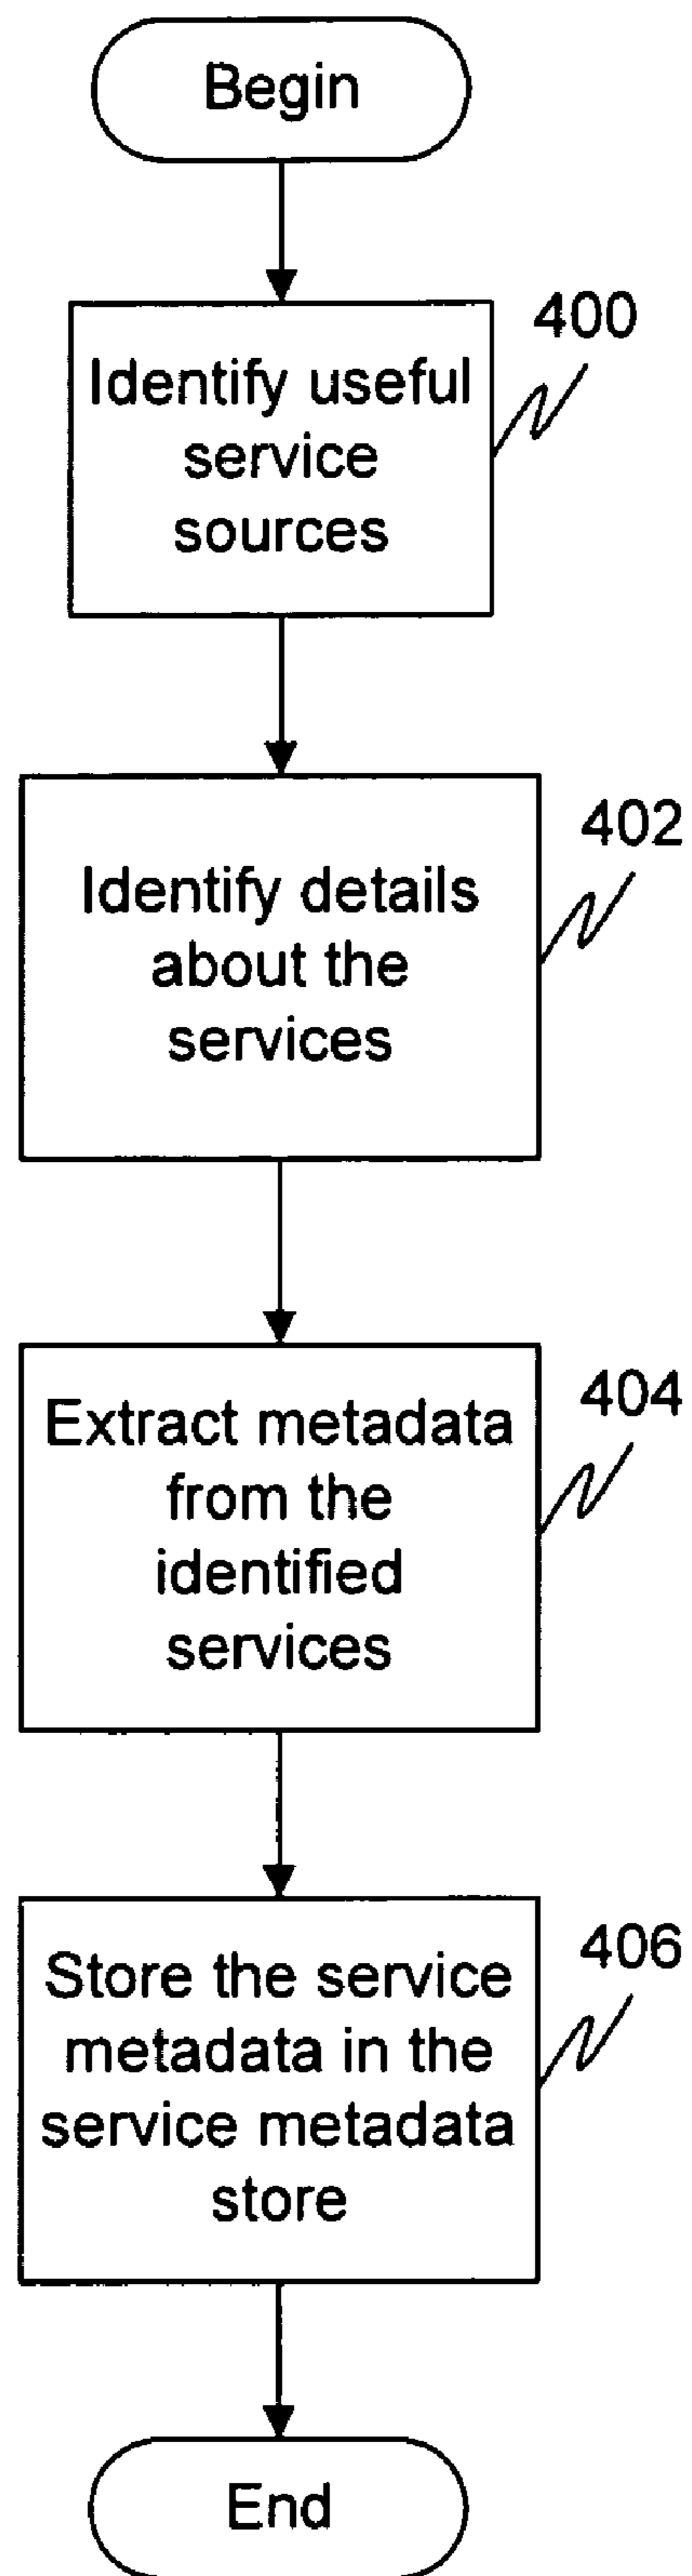 Begin
400
Identify useful
service
sources
402
Identify details
about the
services
404
Extract metadata
from the
identified
services
406
Store the service
metadata in the
service metadata
store
End